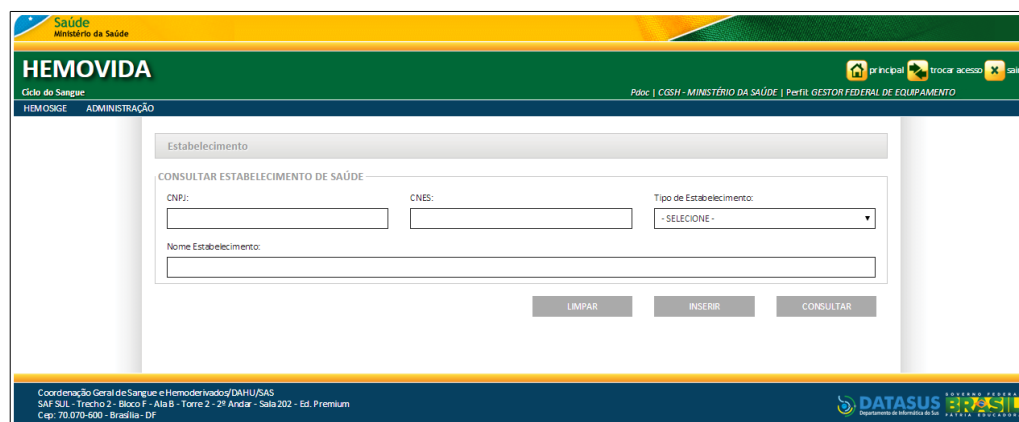 Saúde
Ministério da Saúde
HEMOVIDA
principal trocar acesso sair
Ciclo do Sangue
Pdoc | CGSH - MINISTÉRIO DA SAÚDE | Perfil: GESTOR FEDERAL DE EQUIPAMENTO
HEMOSIGE ADMINISTRAÇÃO
Estabelecimento
CONSULTAR ESTABELECIMENTO DE SAÚDE
CNPJ: CNES: Tipo de Estabelecimento:
- SELECIONE -
Nome Estabelecimento:
LIMPAR INSERIR CONSULTAR
Coordenação Geral de Sangue e Hemoderivados/DAHU/SAS
SAF SUL - Trecho 2 - Bloco F - Ala B - Torre 2 - 2º Andar - Sala 202 - Ed. Premium
Cep: 70.070-600 - Brasília - DF
DATASUS
Departamento de Informática do Sus
GOVERNO FEDERAL
BRASIL
PÁTRIA EDUCADORA